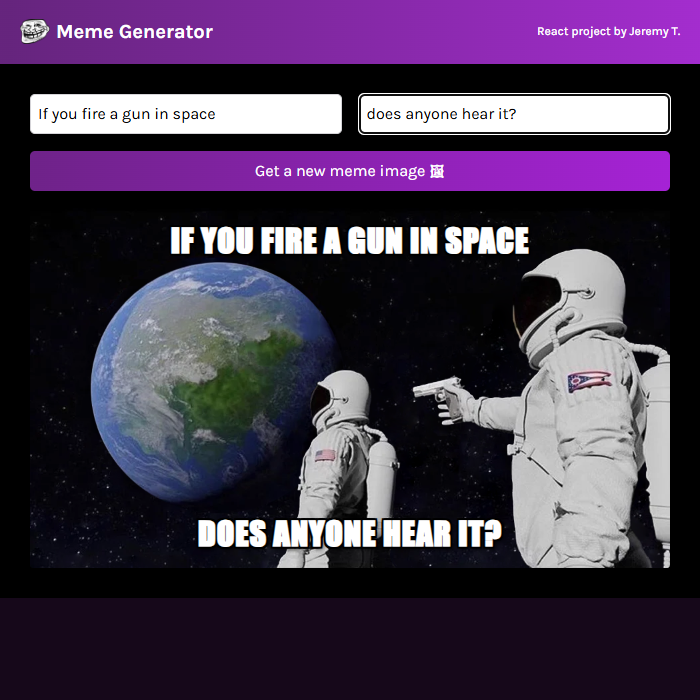 Meme Generator
React project by Jeremy T.
If you fire a gun in space
does anyone hear it?
Get a new meme image 🖼
IF YOU FIRE A GUN IN SPACE
DOES ANYONE HEAR IT?